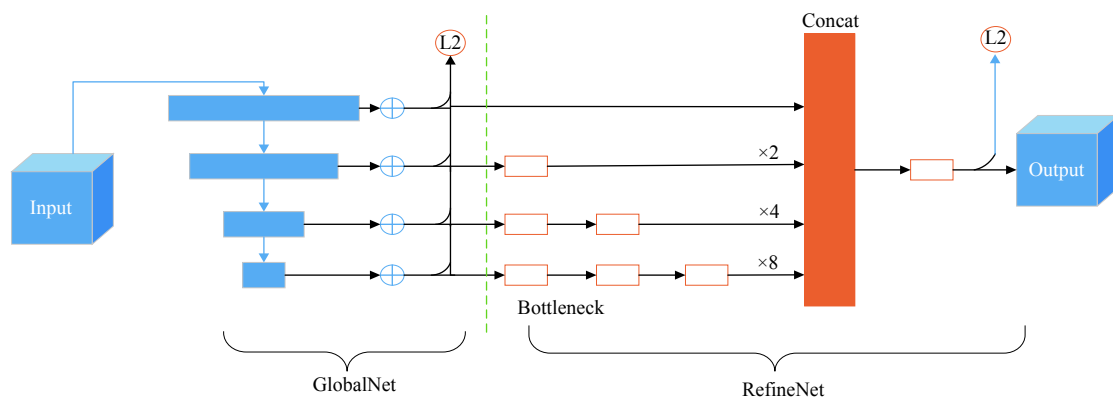 Concat
L2
L2
×2
Input
Output
×4
×8
Bottleneck
GlobalNet
RefineNet